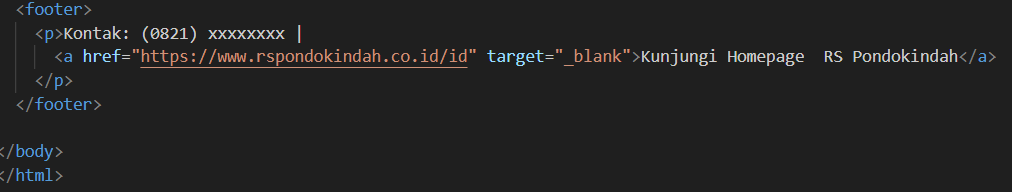 <footer>
<p>Kontak: (0821) xxxxxxxx |
<a href="https://www.rspondokindah.co.id/id" target="_blank">Kunjungi Homepage  RS Pondokindah</a>
</p>
</footer>
</body>
</html>